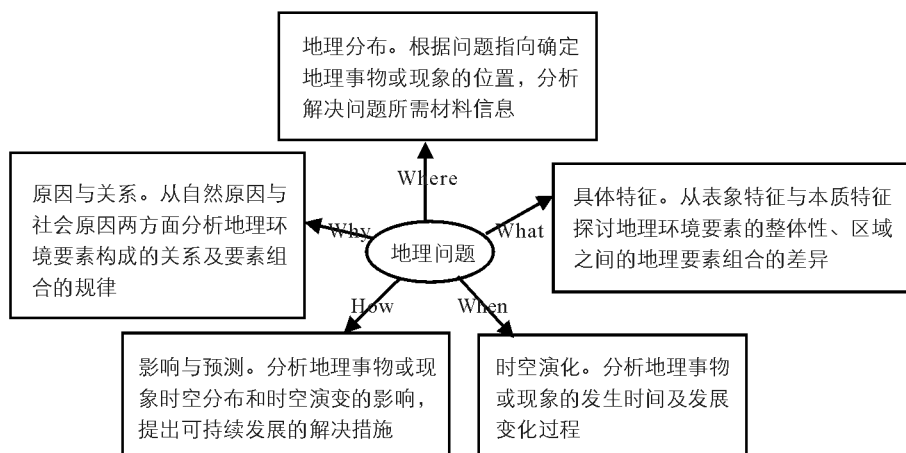 地理分布。根据问题指向确定
地理事物或现象的位置，分析
解决问题所需材料信息
Where
原因与关系。从自然原因与
社会原因两方面分析地理环
境要素构成的关系及要素组
合的规律
Why
地理问题
What
具体特征。从表象特征与本质特征
探讨地理环境要素的整体性、区域
之间的地理要素组合的差异
How
When
影响与预测。分析地理事物或现
象时空分布和时空演变的影响，
提出可持续发展的解决措施
时空演化。分析地理事物
或现象的发生时间及发展
变化过程